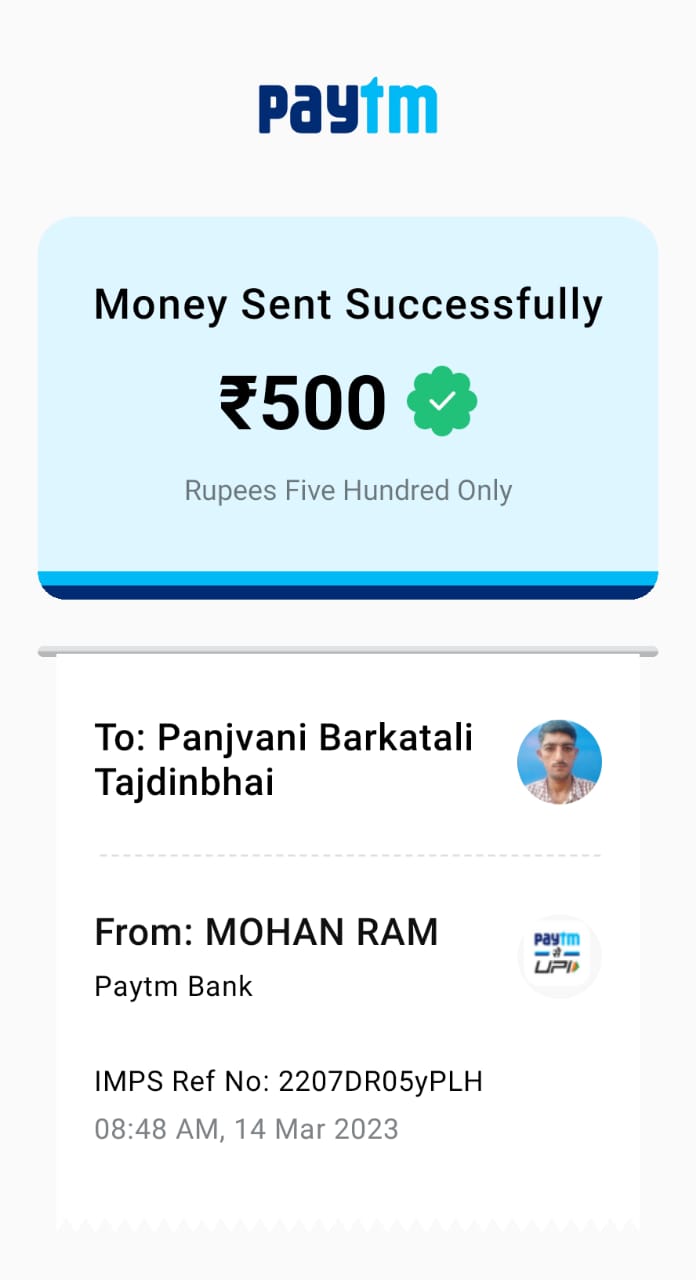 paytm
Money Sent Successfully
₹500
Rupees Five Hundred Only
To: Panjvani Barkatali
Tajdinbhai
From: MOHAN RAM
Paytm Bank
paytm
से
UPI
IMPS Ref No: 2207DR05yPLH
08:48 AM, 14 Mar 2023